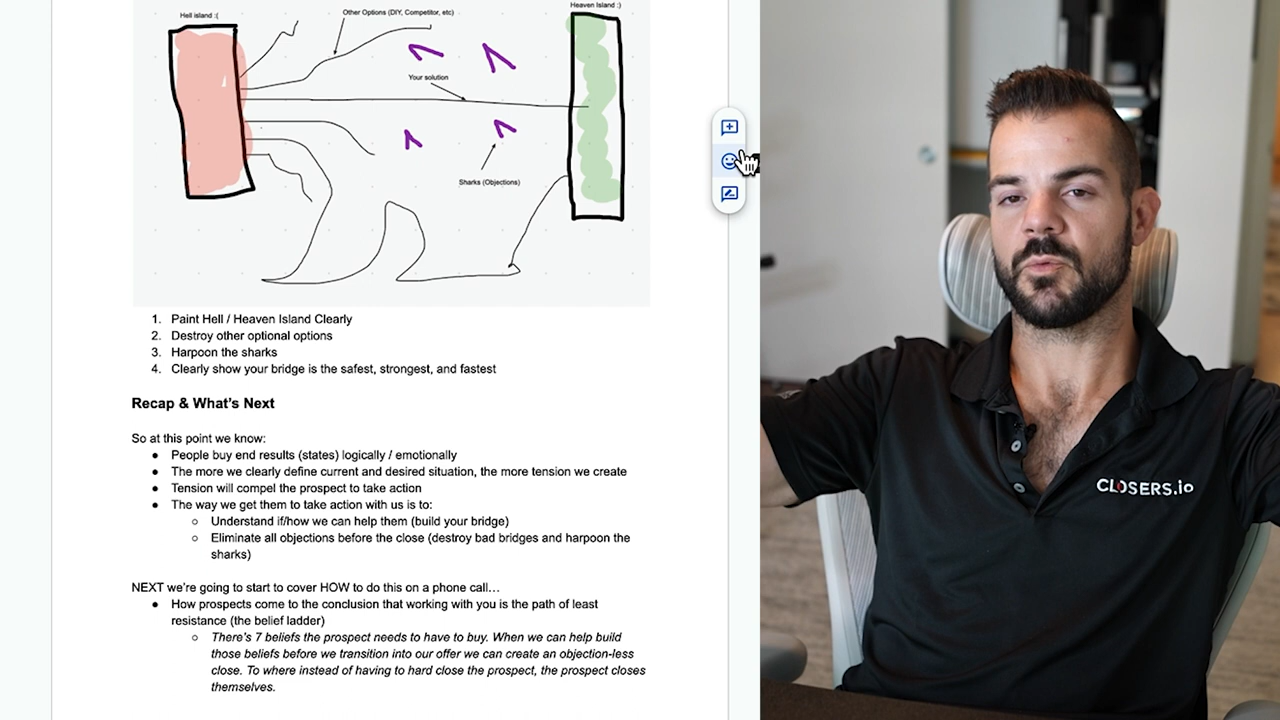 Hell island :(
Other Options (DIY, Competitor, etc)
Heaven Island :)
Your solution
Sharks (Objections)
1. Paint Hell / Heaven Island Clearly
2. Destroy other optional options
3. Harpoon the sharks
4. Clearly show your bridge is the safest, strongest, and fastest
Recap & What's Next
So at this point we know:
● People buy end results (states) logically / emotionally
● The more we clearly define current and desired situation, the more tension we create
● Tension will compel the prospect to take action
● The way we get them to take action with us is to:
○ Understand if/how we can help them (build your bridge)
○ Eliminate all objections before the close (destroy bad bridges and harpoon the
sharks)
NEXT we're going to start to cover HOW to do this on a phone call…
● How prospects come to the conclusion that working with you is the path of least
resistance (the belief ladder)
○ There's 7 beliefs the prospect needs to have to buy. When we can help build
those beliefs before we transition into our offer we can create an objection-less
close. To where instead of having to hard close the prospect, the prospect closes
themselves.
CLOSERS.io